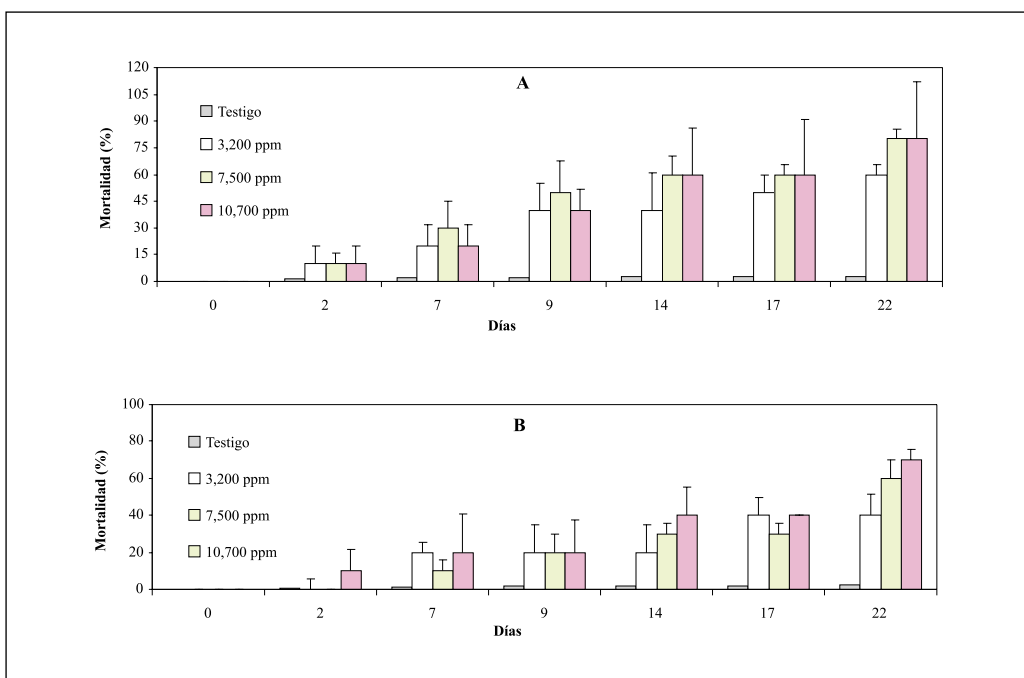 A
Mortalidad (%)
120
105
90
75
60
45
30
15
0
Testigo
3,200 ppm
7,500 ppm
10,700 ppm
0 2 7 9 14 17 22
Días
B
Mortalidad (%)
100
80
60
40
20
0
Testigo
3,200 ppm
7,500 ppm
10,700 ppm
0 2 7 9 14 17 22
Días